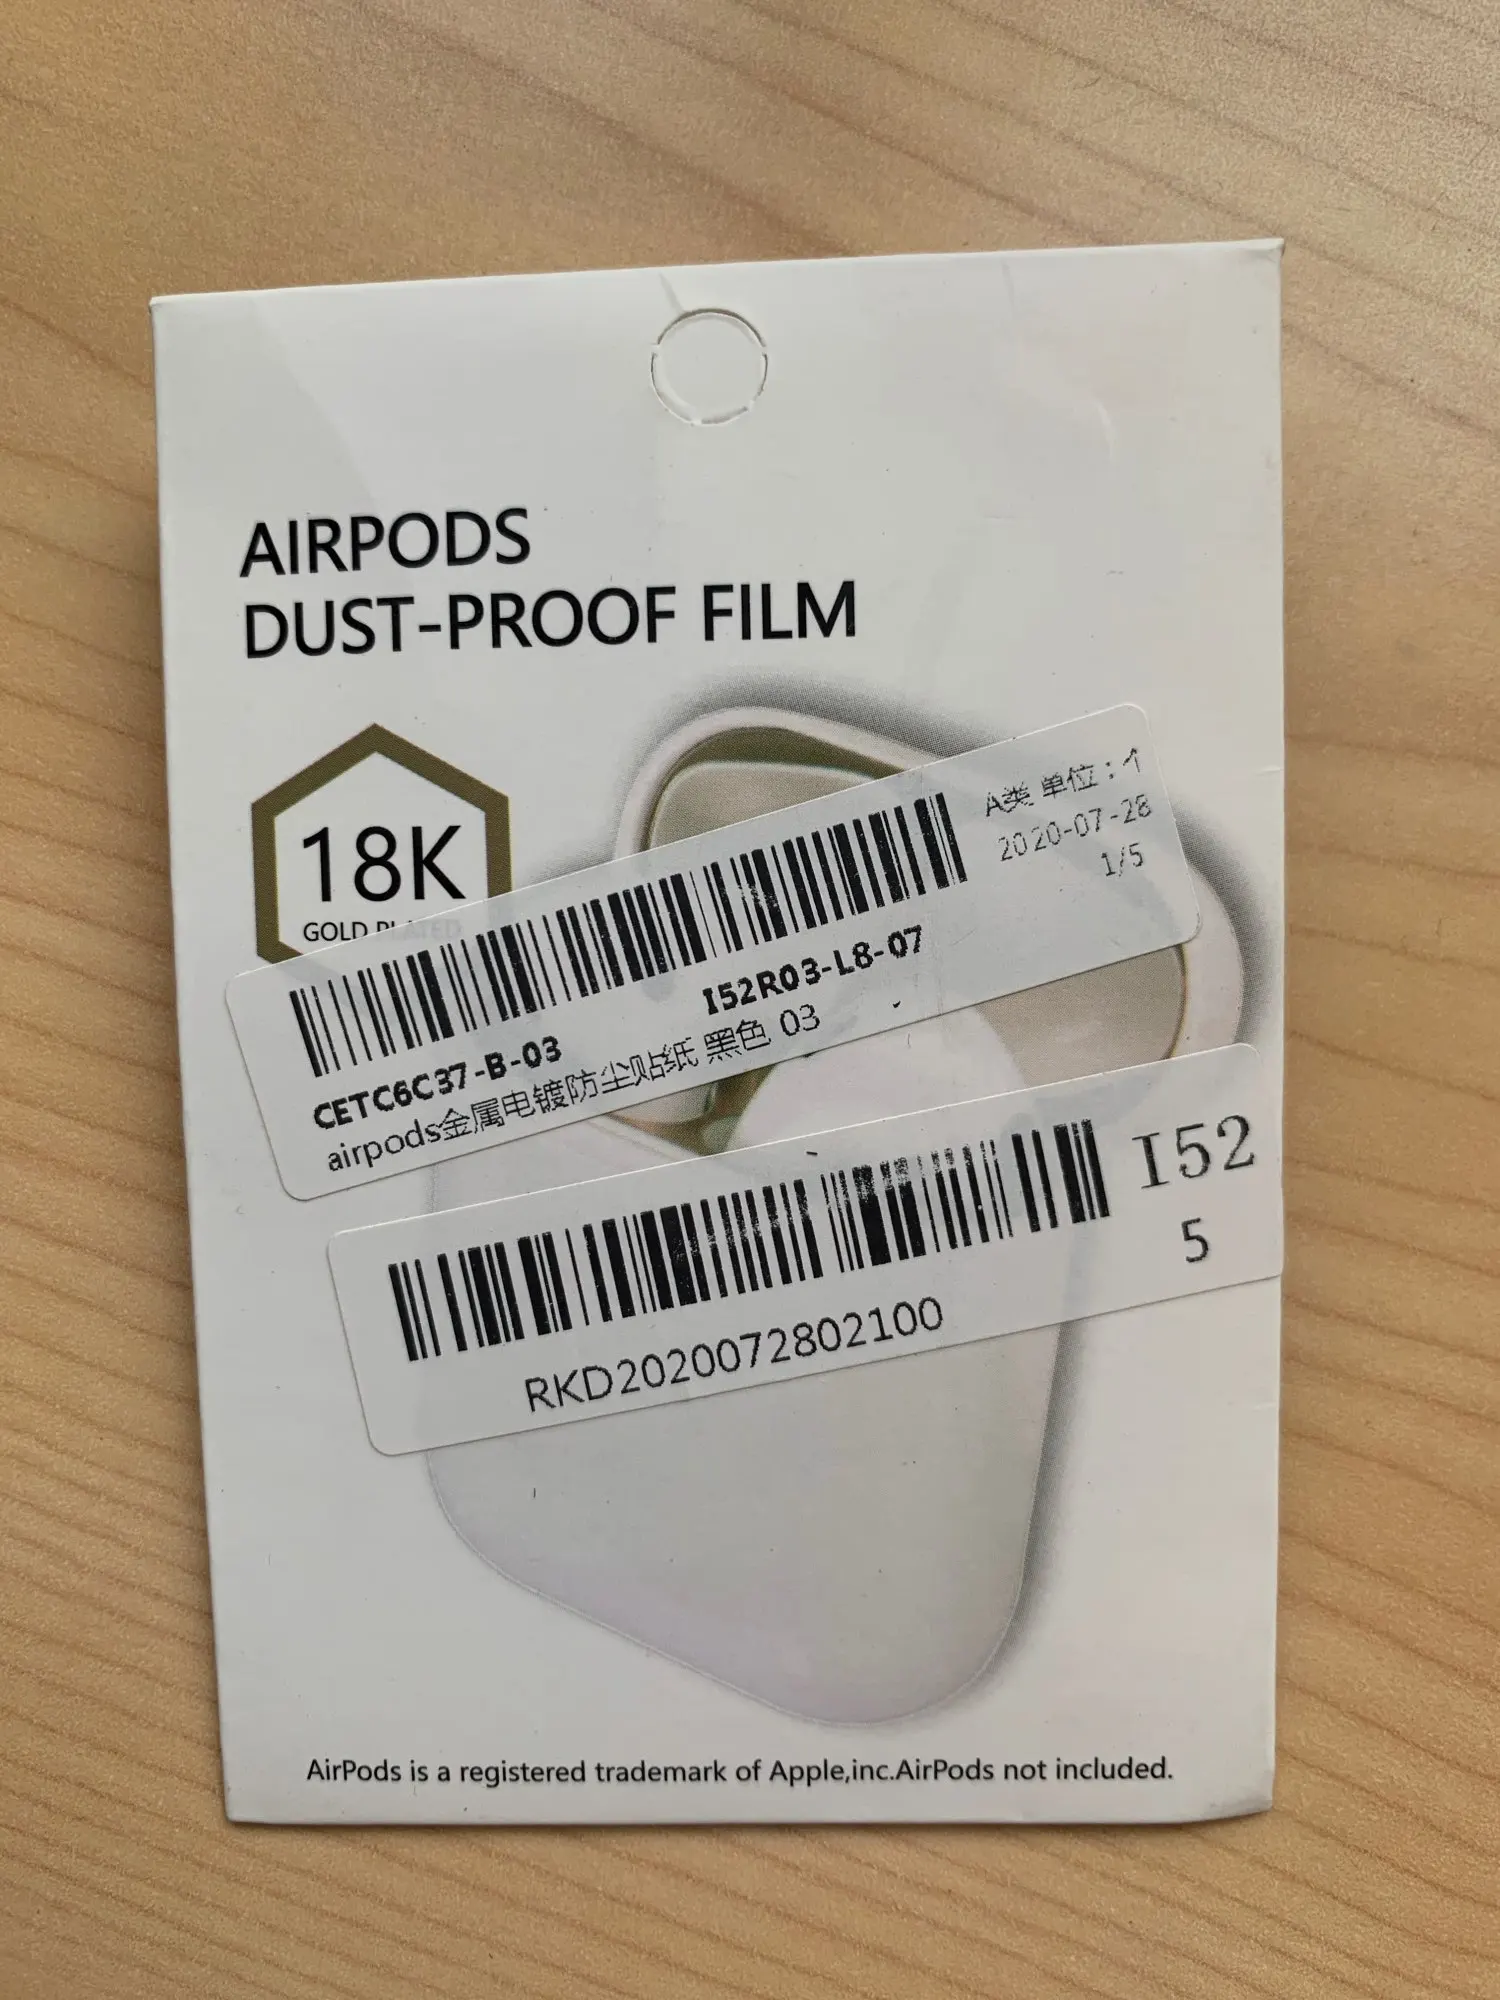 AIRPODS
DUST-PROOF FILM
18K
GOLD PLATED
A类 单位：个
2020-07-28
1/5
I52R03-L8-07
CETC6C37-B-03
airpods金属电镀防尘贴纸 黑色 03
I52
5
RKD2020072802100
AirPods is a registered trademark of Apple,inc.AirPods not included.